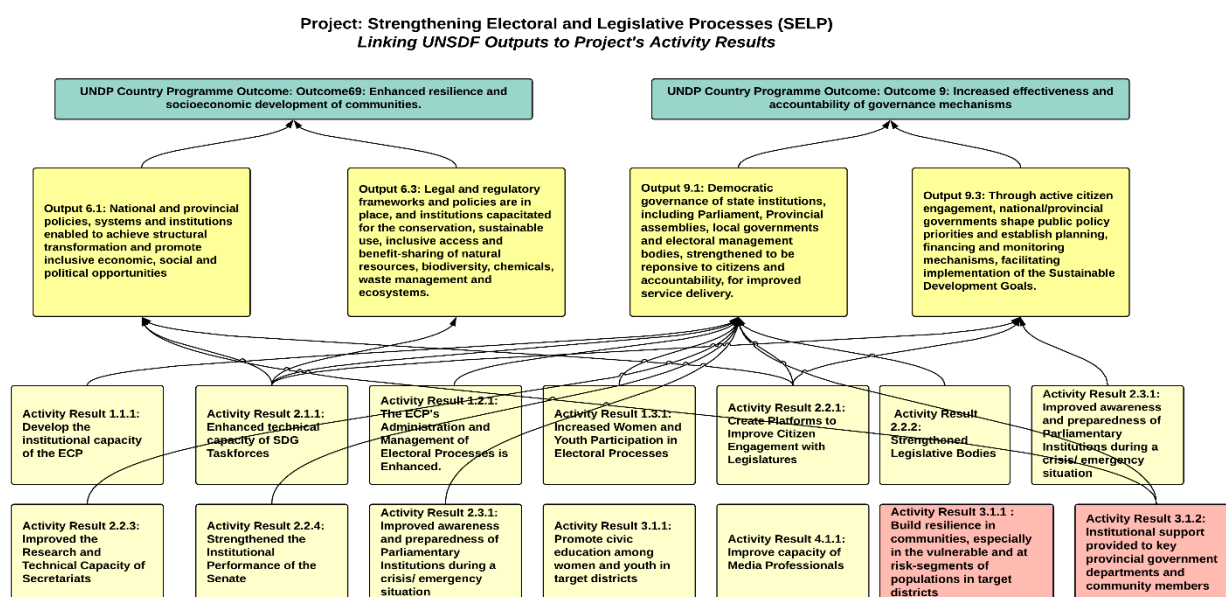 Project: Strengthening Electoral and Legislative Processes (SELP)
Linking UNSDF Outputs to Project's Activity Results
UNDP Country Programme Outcome: Outcome69: Enhanced resilience and
socioeconomic development of communities.
UNDP Country Programme Outcome: Outcome 9: Increased effectiveness and
accountability of governance mechanisms
Output 6.1: National and provincial
policies, systems and institutions
enabled to achieve structural
transformation and promote
inclusive economic, social and
political opportunities
Output 6.3: Legal and regulatory
frameworks and policies are in
place, and institutions capacitated
for the conservation, sustainable
use, inclusive access and
benefit-sharing of natural
resources, biodiversity, chemicals,
waste management and
ecosystems.
Output 9.1: Democratic
governance of state institutions,
including Parliament, Provincial
assemblies, local governments
and electoral management
bodies, strengthened to be
reponsive to citizens and
accountability, for improved
service delivery.
Output 9.3: Through active citizen
engagement, national/provincial
governments shape public policy
priorities and establish planning,
financing and monitoring
mechanisms, facilitating
implementation of the Sustainable
Development Goals.
Activity Result 1.1.1:
Develop the
institutional capacity
of the ECP
Activity Result 2.1.1:
Enhanced technical
capacity of SDG
Taskforces
Activity Result 1.2.1:
The ECP's
Administration and
Management of
Electoral Processes is
Enhanced.
Activity Result 1.3.1:
Increased Women and
Youth Participation in
Electoral Processes
Activity Result 2.2.1:
Create Platforms to
Improve Citizen
Engagement with
Legislatures
Activity Result
2.2.2:
Strengthened
Legislative Bodies
Activity Result 2.3.1:
Improved awareness
and preparedness of
Parliamentary
Institutions during a
crisis/ emergency
situation
Activity Result 2.2.3:
Improved the
Research and
Technical Capacity of
Secretariats
Activity Result 2.2.4:
Strengthened the
Institutional
Performance of the
Senate
Activity Result 2.3.1:
Improved awareness
and preparedness of
Parliamentary
Institutions during a
crisis/ emergency
situation
Activity Result 3.1.1:
Promote civic
education among
women and youth in
target districts
Activity Result 4.1.1:
Improve capacity of
Media Professionals
Activity Result 3.1.1 :
Build resilience in
communities, especially
in the vulnerable and at
risk-segments of
populations in target
districts
Activity Result 3.1.2:
Institutional support
provided to key
provincial government
departments and
community members